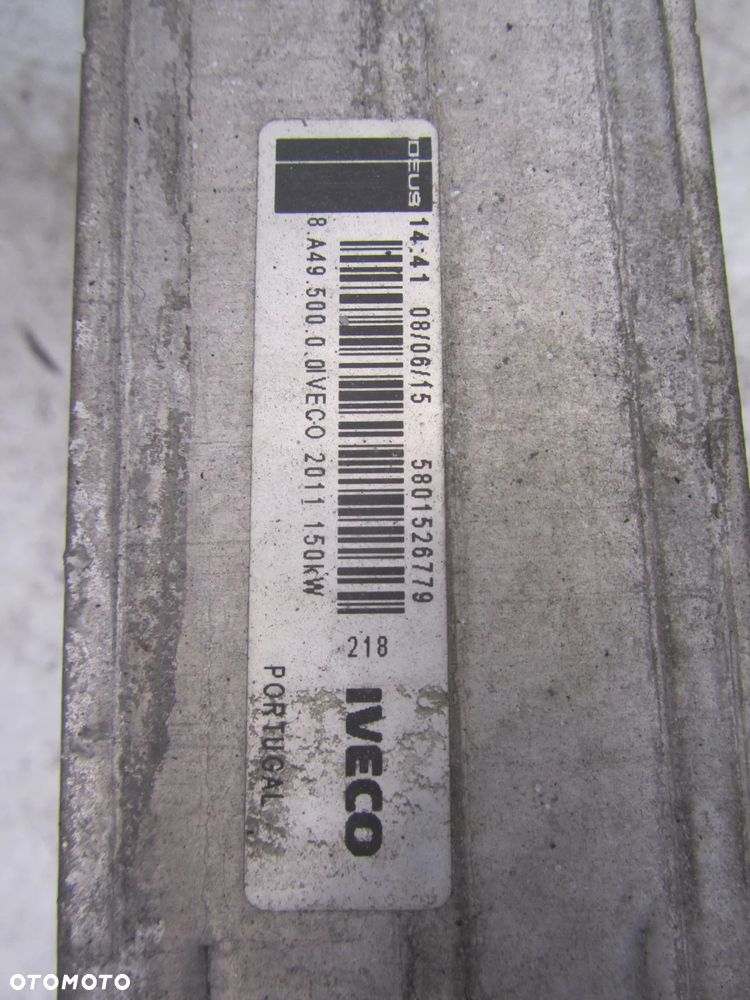 DEUS
14:41 08/06/15 5801526779
218
8.A49.500.0.0IVECO 2011 150kW
IVECO
PORTUGAL
OTOMOTO